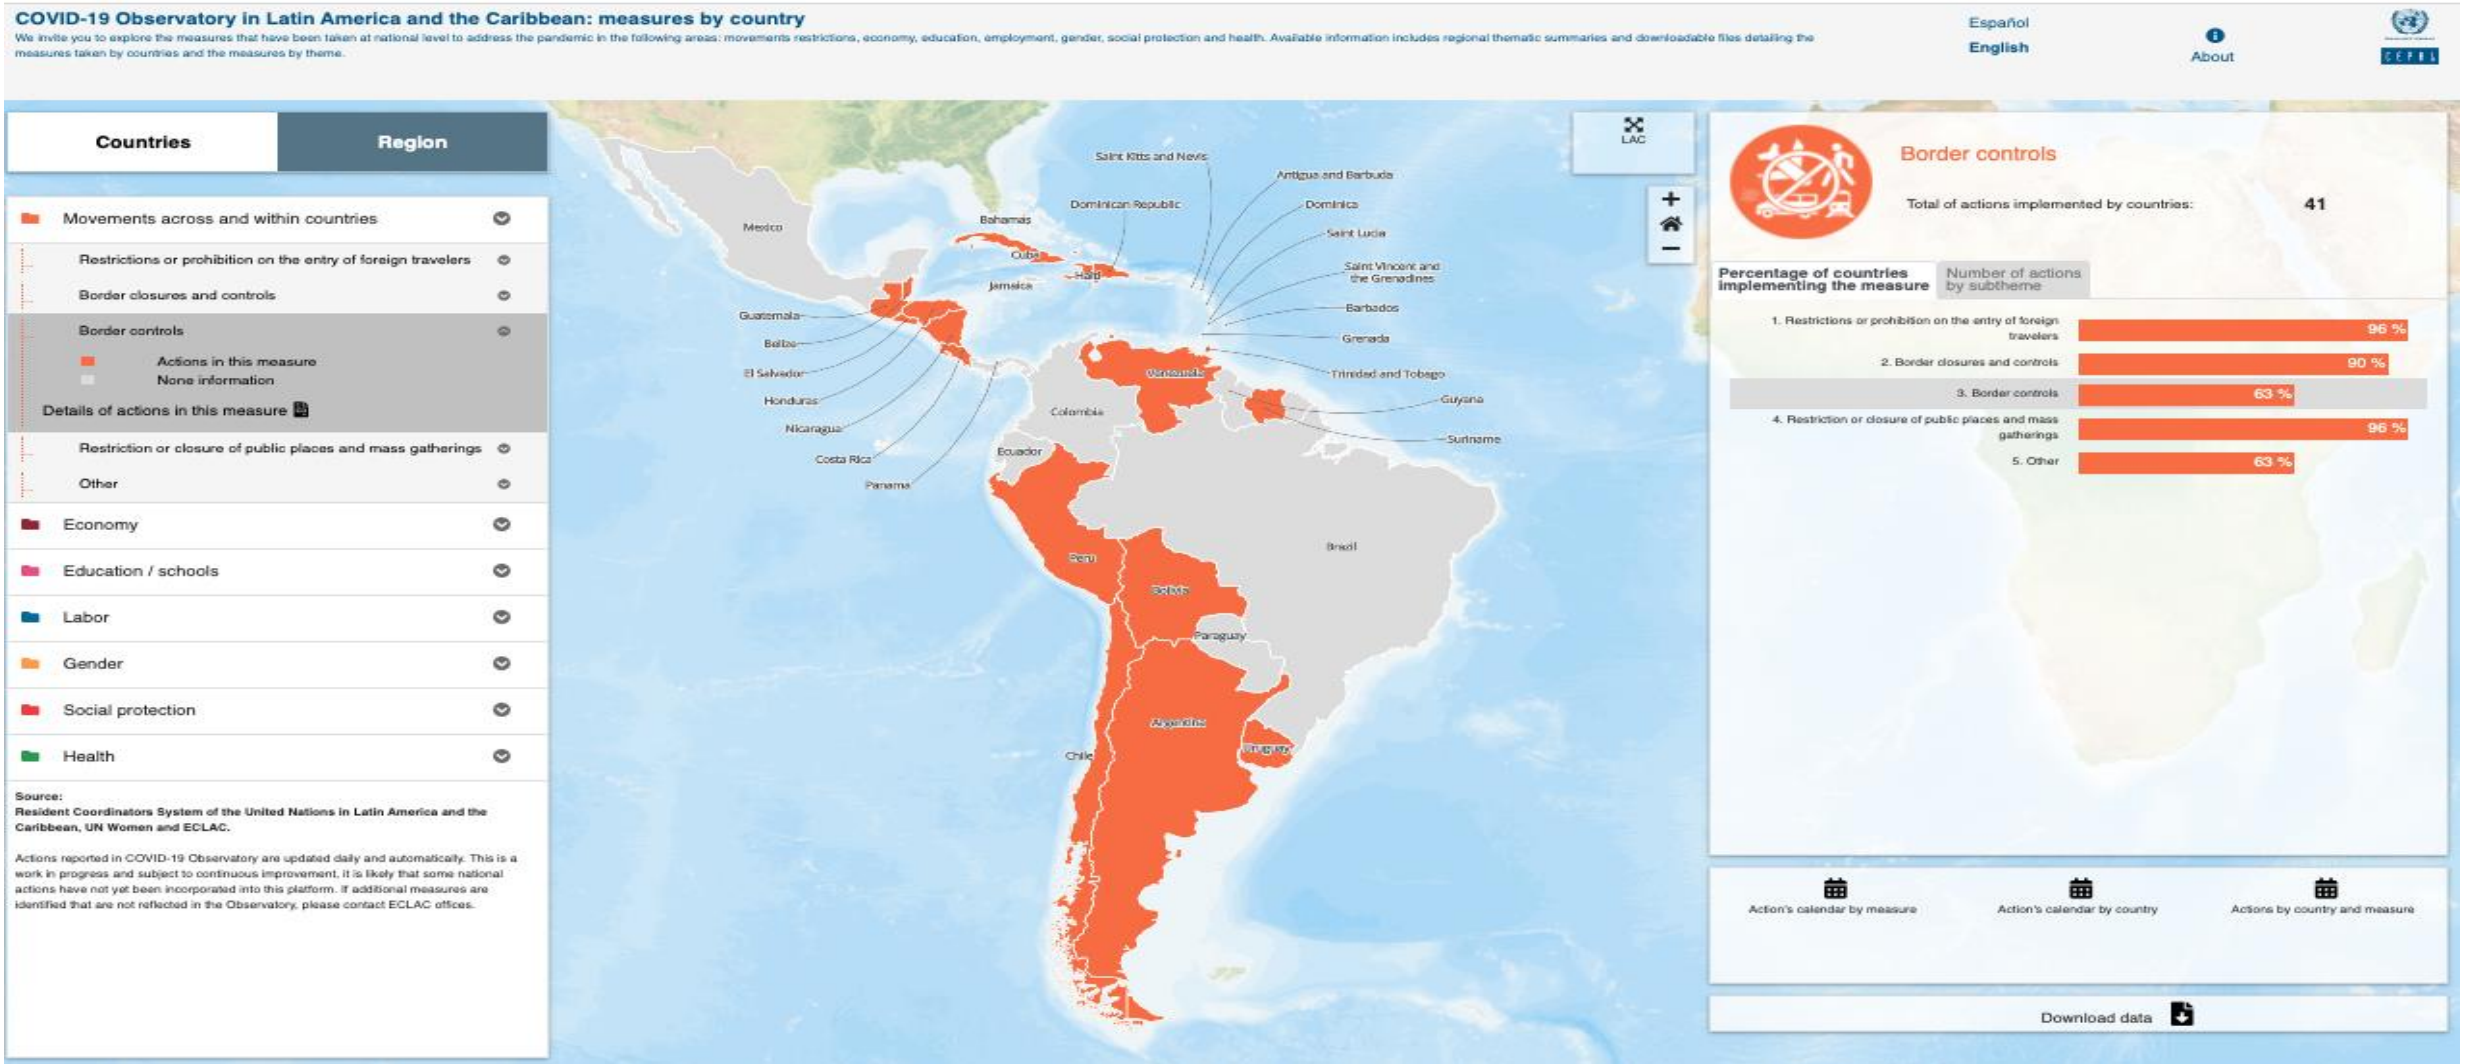 COVID-19 Observatory in Latin America and the Caribbean: measures by country
We invite you to explore the measures that have been taken at national level to address the pandemic in the following areas: movements restrictions, economy, education, employment, gender, social protection and health. Available information includes regional thematic summaries and downloadable files detailing the
measures taken by countries and the measures by theme.
Español
English
About
CEPAL
Countries
Region
Movements across and within countries
Restrictions or prohibition on the entry of foreign travelers
Border closures and controls
Border controls
Actions in this measure
None information
Details of actions in this measure
Restriction or closure of public places and mass gatherings
Other
Economy
Education / schools
Labor
Gender
Social protection
Health
Source:
Resident Coordinators System of the United Nations in Latin America and the
Caribbean, UN Women and ECLAC.
Actions reported in COVID-19 Observatory are updated daily and automatically. This is a
work in progress and subject to continuous improvement, it is likely that some national
actions have not yet been incorporated into this platform. If additional measures are
identified that are not reflected in the Observatory, please contact ECLAC offices.
Mexico
Bahamas
Cuba
Saint Kitts and Nevis
Dominican Republic
Haiti
Jamaica
Antigua and Barbuda
Dominica
Saint Lucia
Saint Vincent and
the Grenadines
Barbados
Grenada
Trinidad and Tobago
Guyana
Suriname
Guatemala
Belize
El Salvador
Honduras
Nicaragua
Costa Rica
Panama
Venezuela
Colombia
Ecuador
Peru
Brazil
Bolivia
Paraguay
Argentina
Uruguay
Chile
LAC
+
−
Border controls
Total of actions implemented by countries: 41
Percentage of countries
implementing the measure
Number of actions
by subtheme
1. Restrictions or prohibition on the entry of foreign
travelers
96 %
2. Border closures and controls
90 %
3. Border controls
63 %
4. Restriction or closure of public places and mass
gatherings
96 %
5. Other
63 %
Action's calendar by measure
Action's calendar by country
Actions by country and measure
Download data